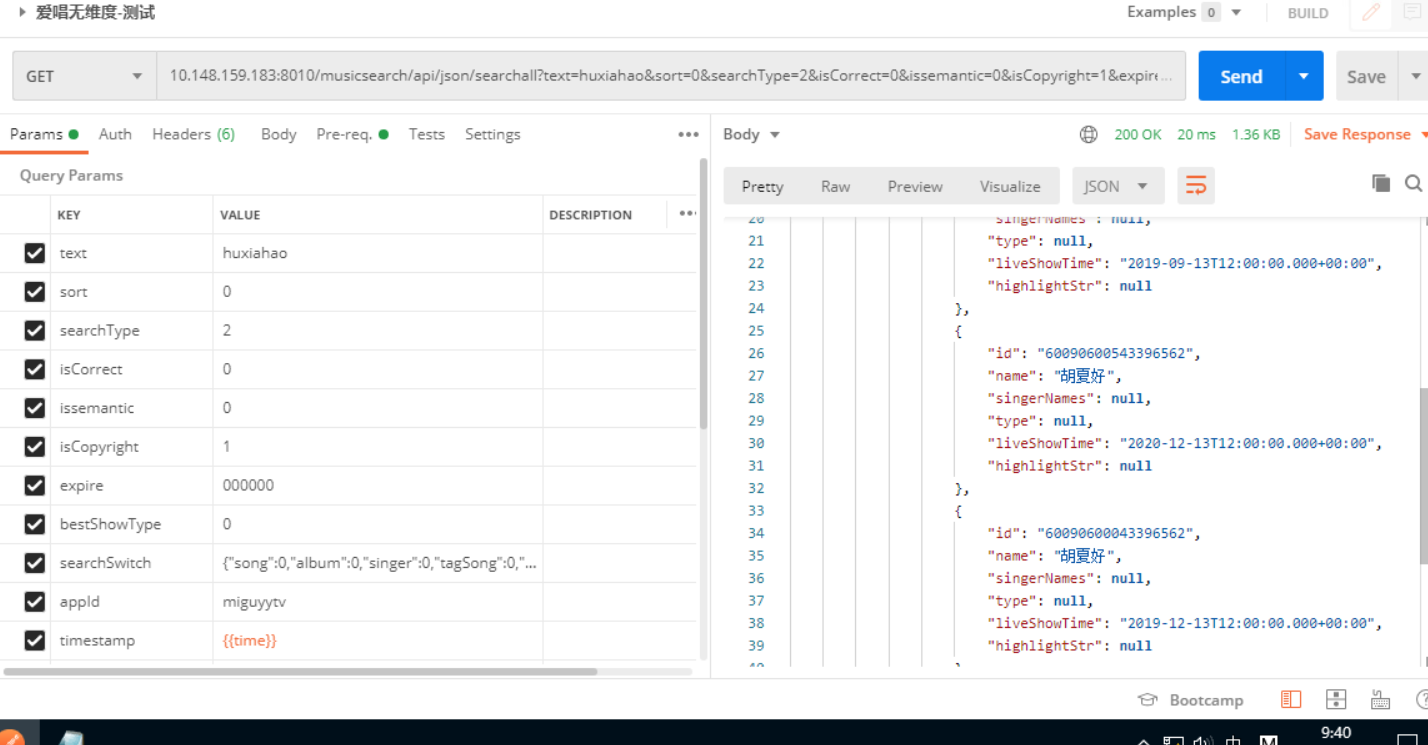 爱唱无维度-测试
Examples 0
BUILD
GET
10.148.159.183:8010/musicsearch/api/json/searchall?text=huxiahao&sort=0&searchType=2&isCorrect=0&issemantic=0&isCopyright=1&expire...
Send
Save
Params
Auth
Headers (6)
Body
Pre-req.
Tests
Settings
Query Params
KEY VALUE DESCRIPTION
text huxiahao
sort 0
searchType 2
isCorrect 0
issemantic 0
isCopyright 1
expire 000000
bestShowType 0
searchSwitch {"song":0,"album":0,"singer":0,"tagSong":0,"...
appId miguyytv
timestamp {{time}}
Body
200 OK 20 ms 1.36 KB Save Response
Pretty Raw Preview Visualize JSON
20 "singerNames": null,
21 "type": null,
22 "liveShowTime": "2019-09-13T12:00:00.000+00:00",
23 "highlightStr": null
24 },
25 {
26 "id": "60090600543396562",
27 "name": "胡夏好",
28 "singerNames": null,
29 "type": null,
30 "liveShowTime": "2020-12-13T12:00:00.000+00:00",
31 "highlightStr": null
32 },
33 {
34 "id": "60090600043396562",
35 "name": "胡夏好",
36 "singerNames": null,
37 "type": null,
38 "liveShowTime": "2019-12-13T12:00:00.000+00:00",
39 "highlightStr": null
40
Bootcamp
中
M
9:40